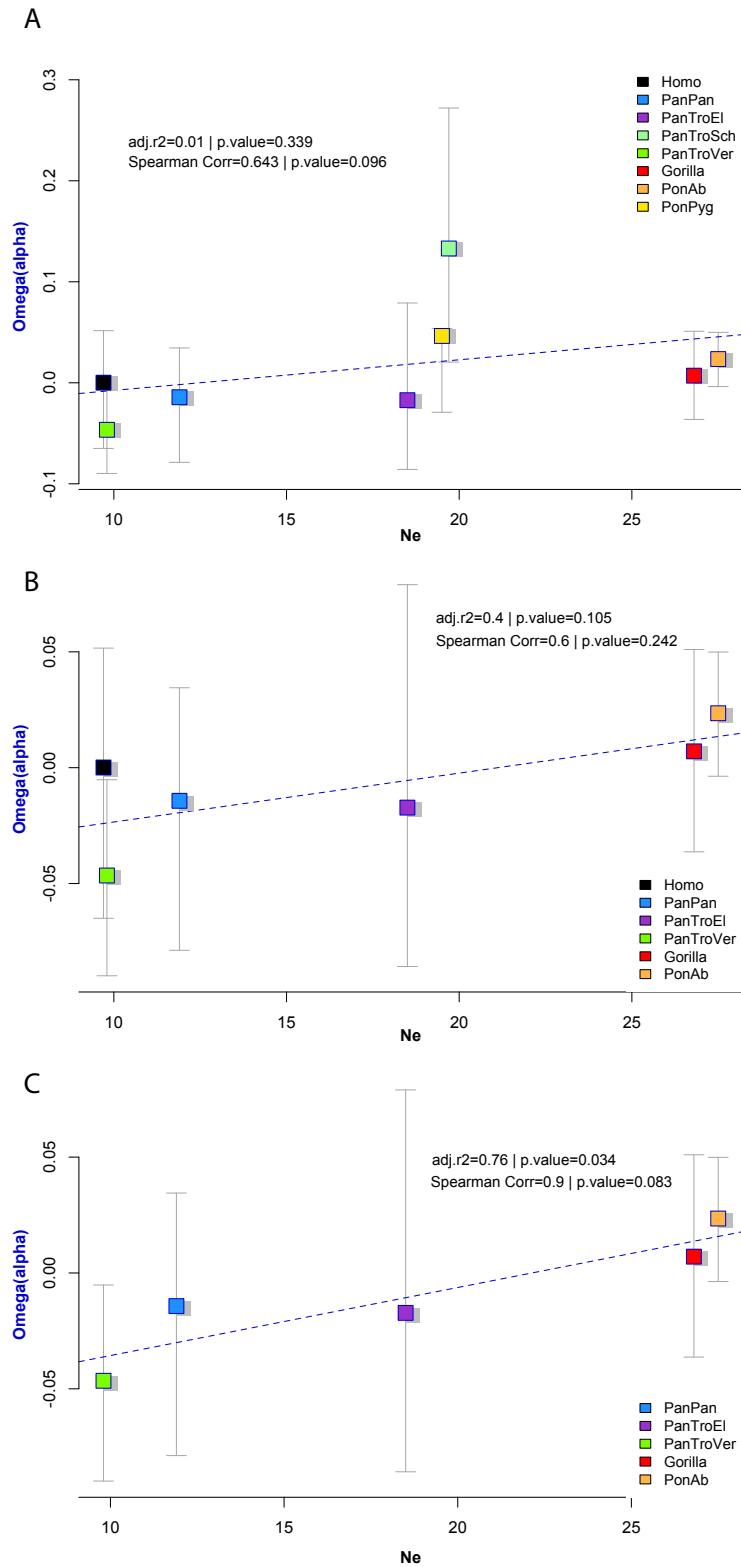 A
0.3
0.2
0.1
0.0
-0.1
Omega(alpha)
adj.r2=0.01 | p.value=0.339
Spearman Corr=0.643 | p.value=0.096
Homo
PanPan
PanTroEl
PanTroSch
PanTroVer
Gorilla
PonAb
PonPyg
10 15 20 25
Ne
B
0.05
0.00
-0.05
Omega(alpha)
adj.r2=0.4 | p.value=0.105
Spearman Corr=0.6 | p.value=0.242
Homo
PanPan
PanTroEl
PanTroVer
Gorilla
PonAb
10 15 20 25
Ne
C
0.05
0.00
-0.05
Omega(alpha)
adj.r2=0.76 | p.value=0.034
Spearman Corr=0.9 | p.value=0.083
PanPan
PanTroEl
PanTroVer
Gorilla
PonAb
10 15 20 25
Ne